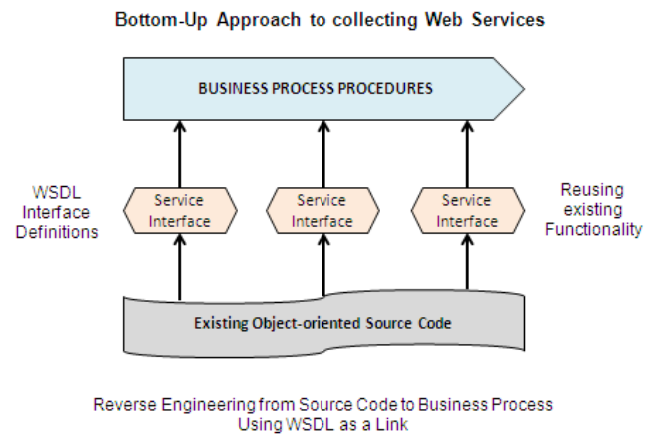 Bottom-Up Approach to collecting Web Services
BUSINESS PROCESS PROCEDURES
WSDL
Interface
Definitions
Service
Interface
Service
Interface
Service
Interface
Reusing
existing
Functionality
Existing Object-oriented Source Code
Reverse Engineering from Source Code to Business Process
Using WSDL as a Link